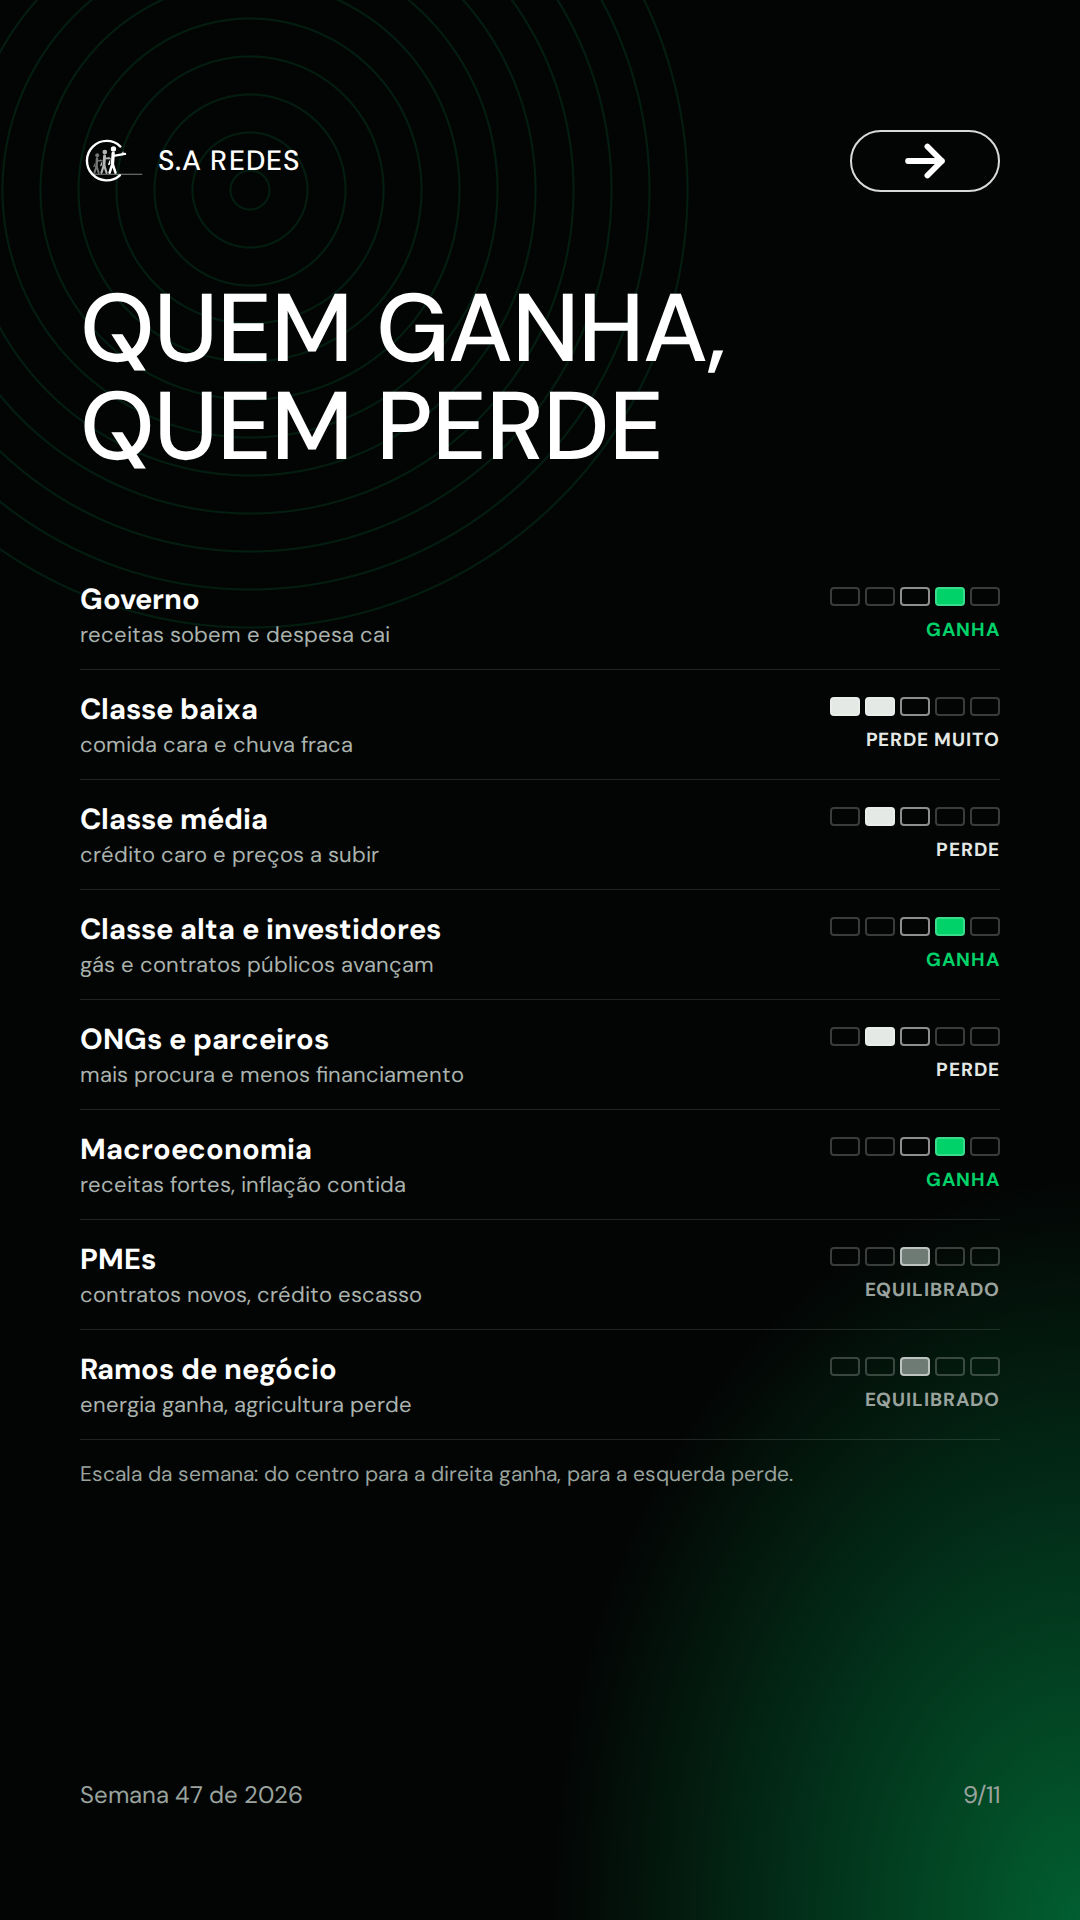 S.A REDES
QUEM GANHA,
QUEM PERDE
Governo
receitas sobem e despesa cai
GANHA
Classe baixa
comida cara e chuva fraca
PERDE MUITO
Classe média
crédito caro e preços a subir
PERDE
Classe alta e investidores
gás e contratos públicos avançam
GANHA
ONGs e parceiros
mais procura e menos financiamento
PERDE
Macroeconomia
receitas fortes, inflação contida
GANHA
PMEs
contratos novos, crédito escasso
EQUILIBRADO
Ramos de negócio
energia ganha, agricultura perde
EQUILIBRADO
Escala da semana: do centro para a direita ganha, para a esquerda perde.
Semana 47 de 2026
9/11